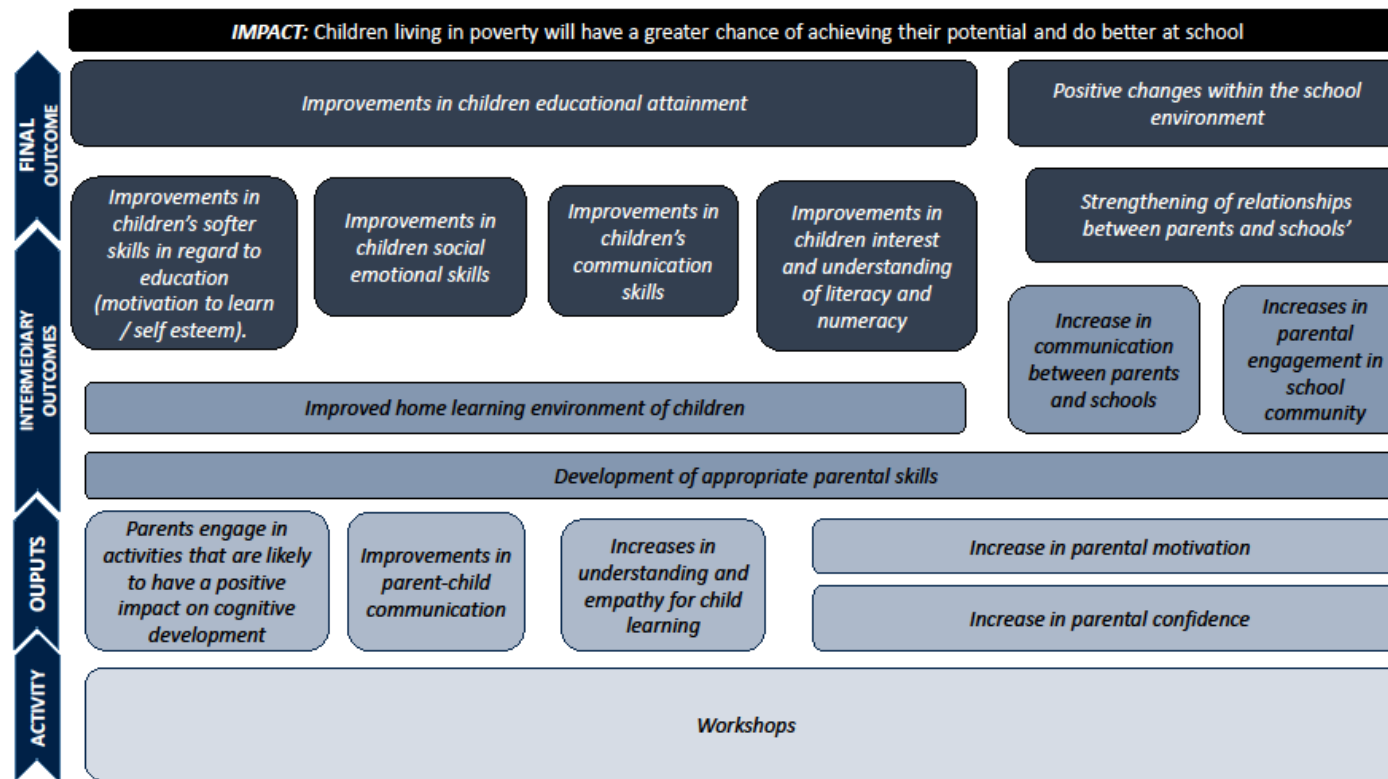 IMPACT: Children living in poverty will have a greater chance of achieving their potential and do better at school
FINAL
OUTCOME
Improvements in children educational attainment
Positive changes within the school
environment
Improvements in
children's softer
skills in regard to
education
(motivation to learn
/ self esteem).
Improvements in
children social
emotional skills
Improvements in
children's
communication
skills
Improvements in
children interest
and understanding
of literacy and
numeracy
Strengthening of relationships
between parents and schools'
INTERMEDIARY
OUTCOMES
Increase in
communication
between parents
and schools
Increases in
parental
engagement in
school
community
Improved home learning environment of children
Development of appropriate parental skills
OUPUTS
Parents engage in
activities that are likely
to have a positive
impact on cognitive
development
Improvements in
parent-child
communication
Increases in
understanding and
empathy for child
learning
Increase in parental motivation
Increase in parental confidence
ACTIVITY
Workshops